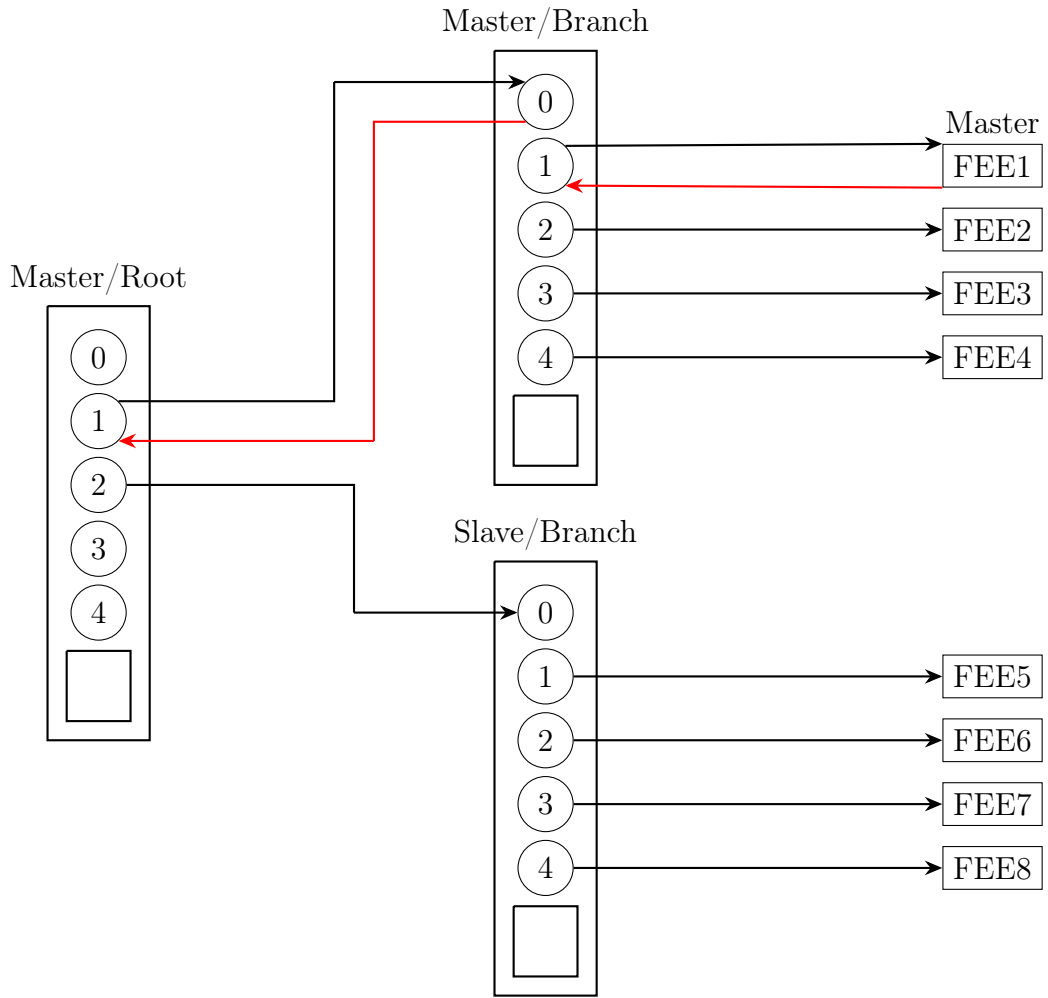 Master/Branch
0
1
2
3
4
Master
FEE1
FEE2
FEE3
FEE4
Master/Root
0
1
2
3
4
Slave/Branch
0
1
2
3
4
FEE5
FEE6
FEE7
FEE8